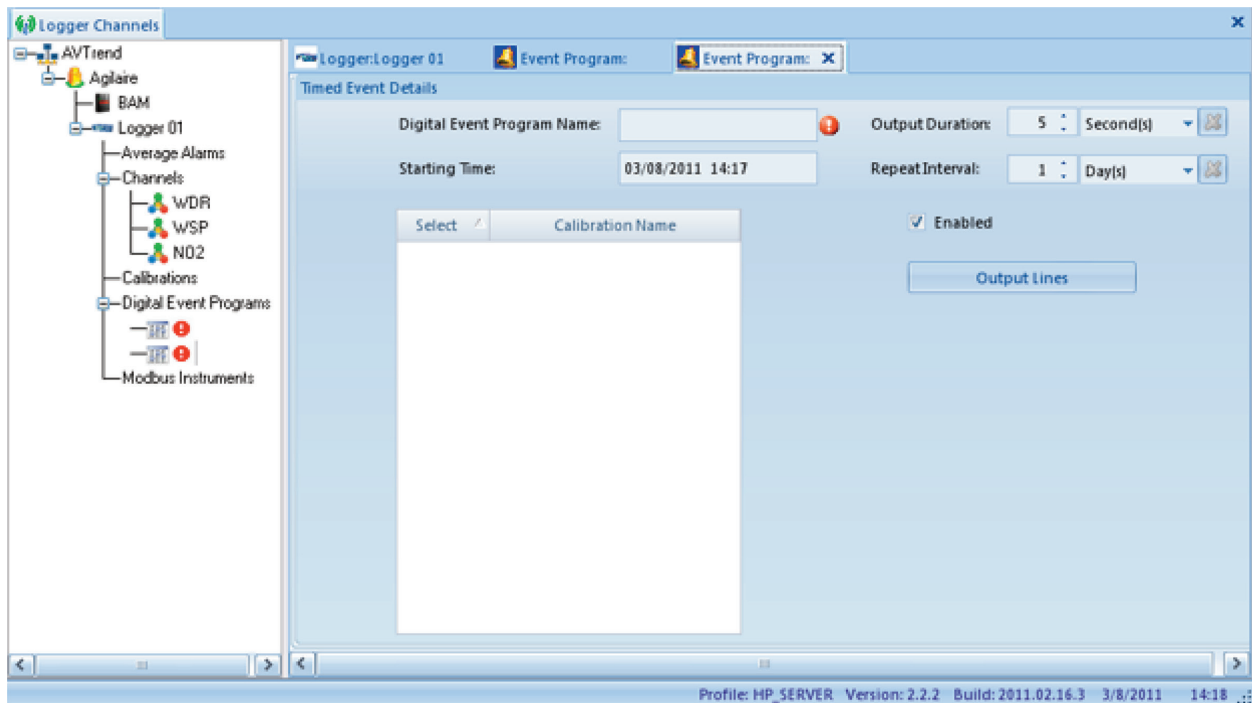 Logger Channels
AVTrend
Agilaire
BAM
Logger 01
Average Alarms
Channels
WDR
WSP
NO2
Calibrations
Digital Event Programs
Modbus Instruments
Logger:Logger 01
Event Program:
Event Program:
Timed Event Details
Digital Event Program Name:
Output Duration: 5 Second(s)
Starting Time: 03/08/2011 14:17
Repeat Interval: 1 Day(s)
Select
Calibration Name
Enabled
Output Lines
Profile: HP_SERVER Version: 2.2.2 Build: 2011.02.16.3 3/8/2011 14:18